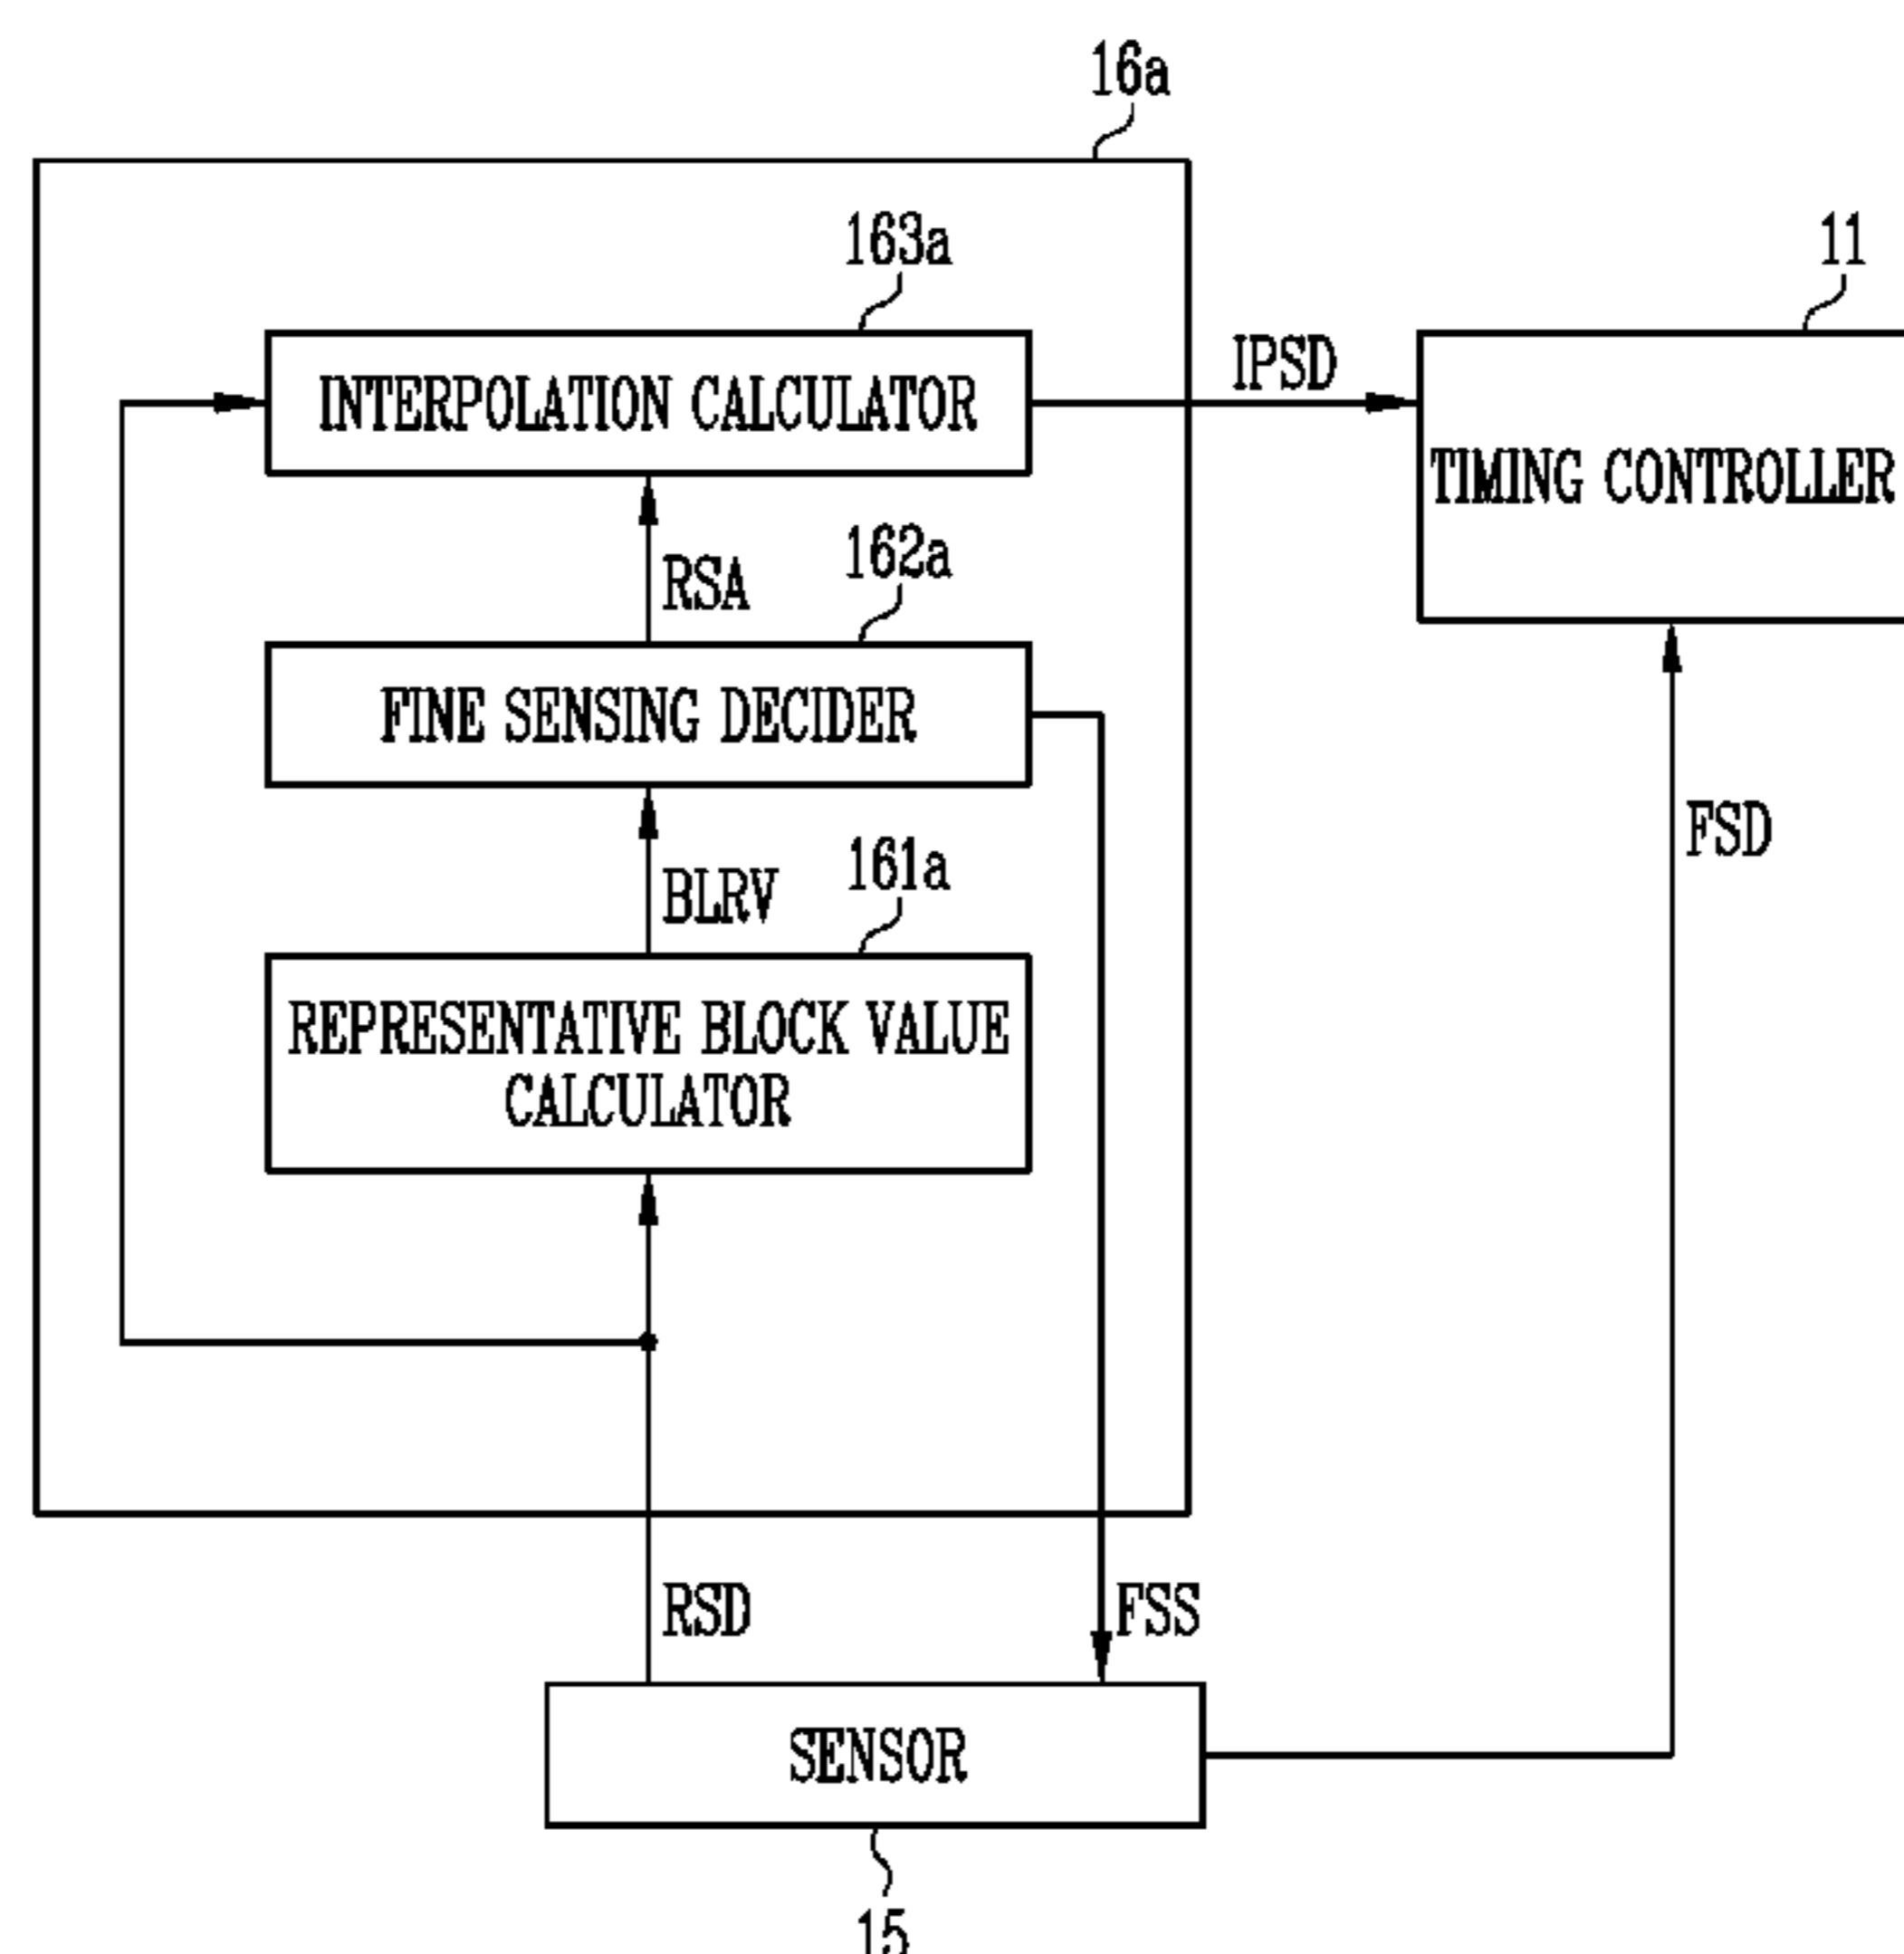 16a
163a
11
INTERPOLATION CALCULATOR
IPSD
TIMING CONTROLLER
RSA
162a
FINE SENSING DECIDER
FSD
BLRV
161a
REPRESENTATIVE BLOCK VALUE
CALCULATOR
RSD
FSS
SENSOR
15